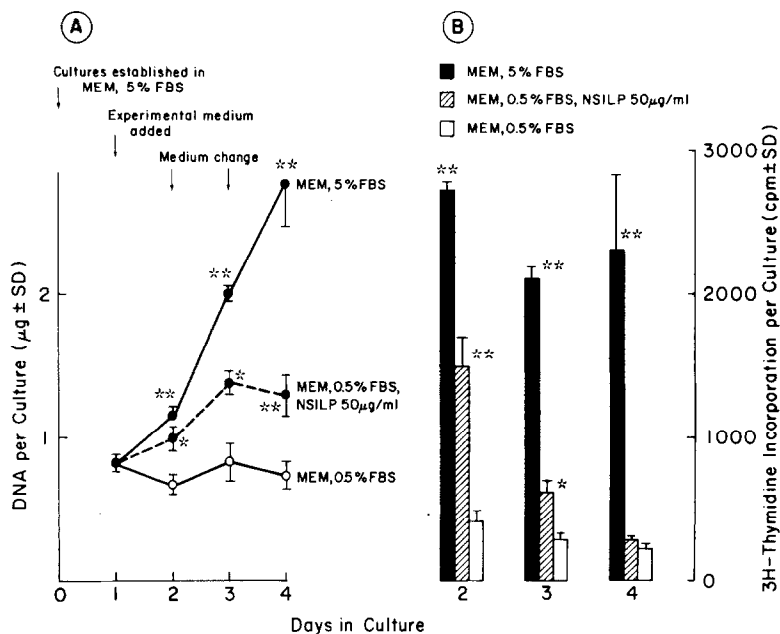 A
Cultures established in
MEM, 5% FBS
Experimental medium
added
Medium change
**
MEM, 5% FBS
**
**
*
*
**
MEM, 0.5% FBS,
NSILP 50µg/ml
MEM, 0.5% FBS
DNA per Culture (µg ± SD)
2
1
0
1
2
3
4
Days in Culture
B
MEM, 5% FBS
MEM, 0.5% FBS, NSILP 50µg/ml
MEM, 0.5% FBS
**
**
**
*
**
3000
2000
1000
0
2
3
4
3H-Thymidine Incorporation per Culture (cpm ± SD)